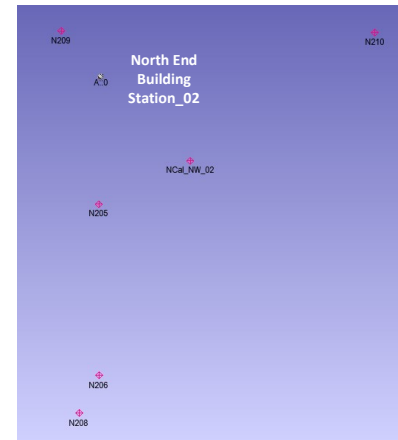 N209
N210
North End
Building
Station_02
NCal_NW_02
N205
N206
N208